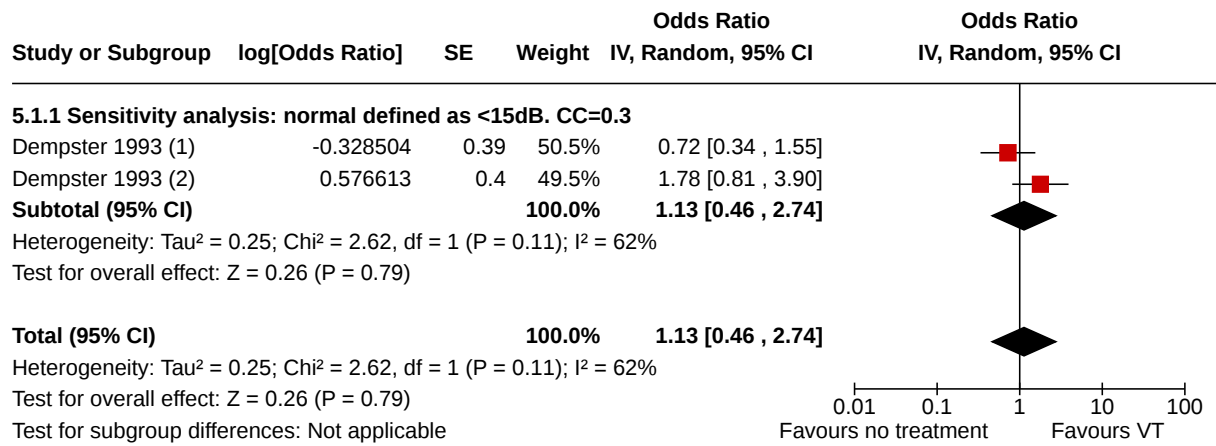 Odds Ratio Odds Ratio
Study or Subgroup log[Odds Ratio] SE Weight IV, Random, 95% CI IV, Random, 95% CI
5.1.1 Sensitivity analysis: normal defined as <15dB. CC=0.3
Dempster 1993 (1) -0.328504 0.39 50.5% 0.72 [0.34 , 1.55]
Dempster 1993 (2) 0.576613 0.4 49.5% 1.78 [0.81 , 3.90]
Subtotal (95% CI) 100.0% 1.13 [0.46 , 2.74]
Heterogeneity: Tau² = 0.25; Chi² = 2.62, df = 1 (P = 0.11); I² = 62%
Test for overall effect: Z = 0.26 (P = 0.79)
Total (95% CI) 100.0% 1.13 [0.46 , 2.74]
Heterogeneity: Tau² = 0.25; Chi² = 2.62, df = 1 (P = 0.11); I² = 62%
Test for overall effect: Z = 0.26 (P = 0.79) 0.01 0.1 1 10 100
Test for subgroup differences: Not applicable Favours no treatment Favours VT